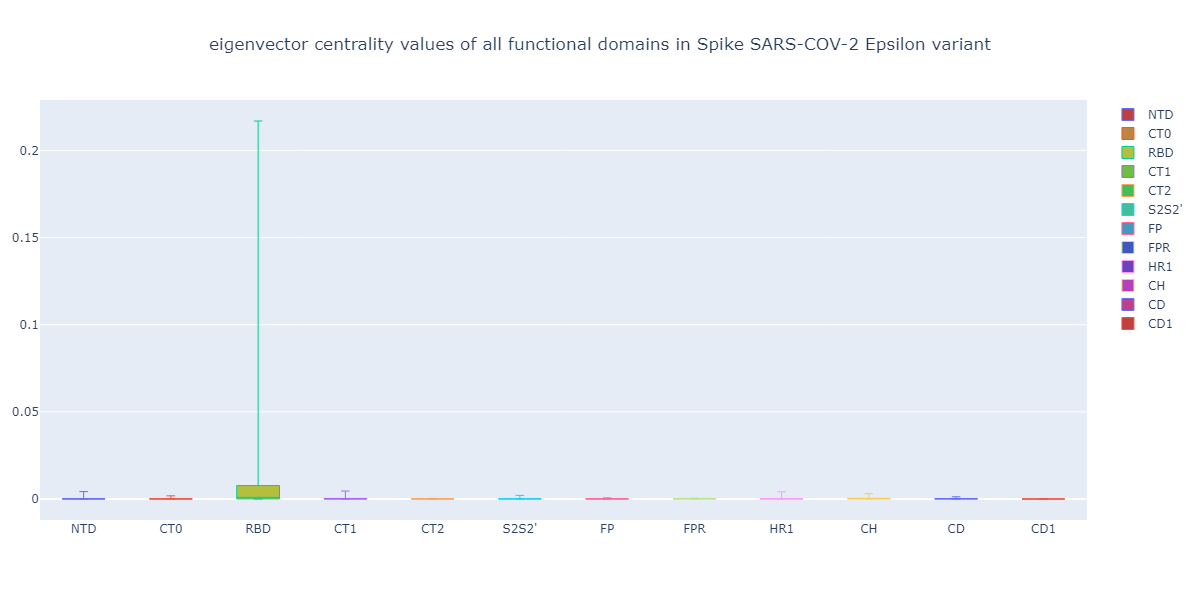 eigenvector centrality values of all functional domains in Spike SARS-COV-2 Epsilon variant
0.2
0.15
0.1
0.05
0
NTD CT0 RBD CT1 CT2 S2S2' FP FPR HR1 CH CD CD1
NTD
CT0
RBD
CT1
CT2
S2S2'
FP
FPR
HR1
CH
CD
CD1